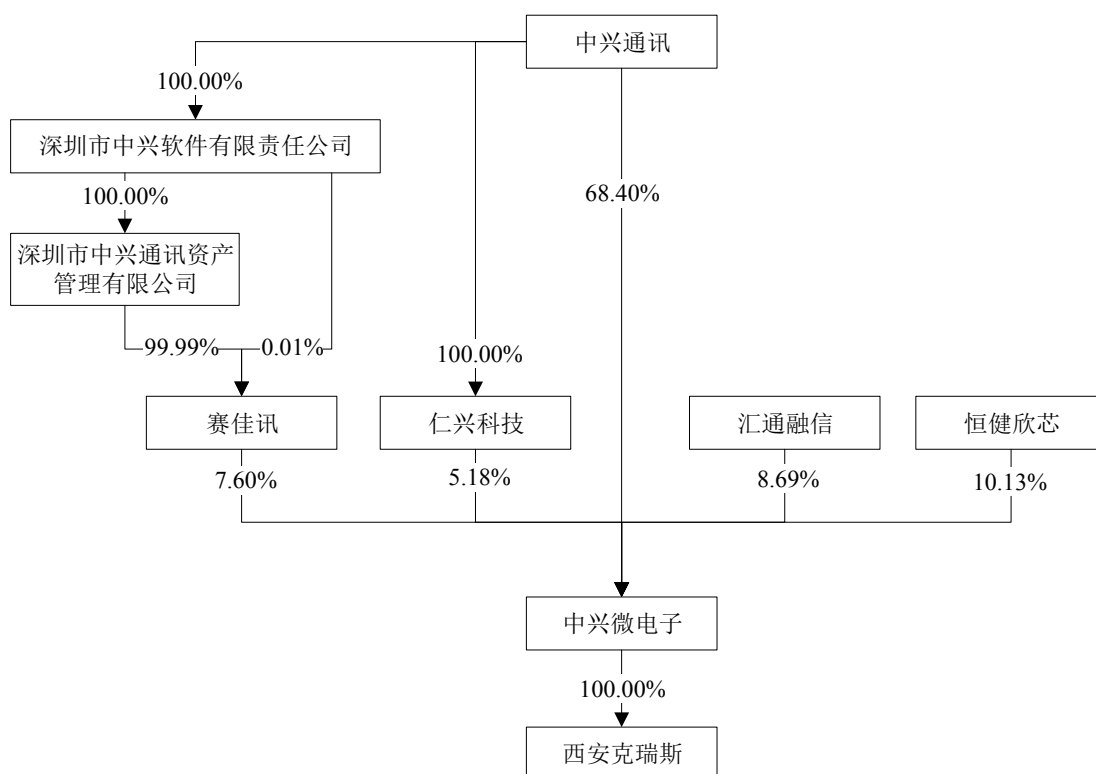 中兴通讯
100.00%
深圳市中兴软件有限责任公司
100.00%
68.40%
深圳市中兴通讯资产
管理有限公司
99.99%
0.01%
100.00%
赛佳讯
仁兴科技
汇通融信
恒健欣芯
7.60%
5.18%
8.69%
10.13%
中兴微电子
100.00%
西安克瑞斯